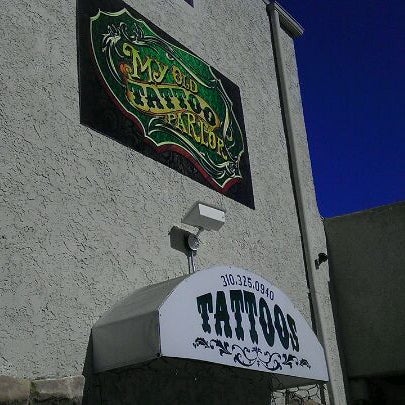 MY OLD
TATTOO
PARLOR
310.325.0940
TATTOOS